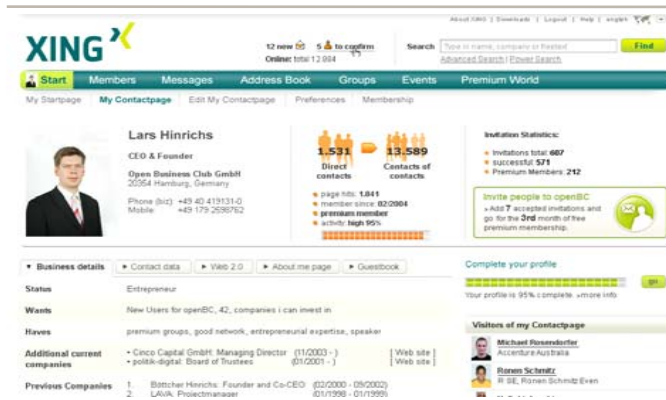 About XING | Downloads | Logout | Help | english
XING
12 new 5 to confirm
Online: total 12.984
Search Type in name, company or freetext Find
Advanced Search | Power Search
Start Members Messages Address Book Groups Events Premium World
My Startpage My Contactpage Edit My Contactpage Preferences Membership
Lars Hinrichs
CEO & Founder
Open Business Club GmbH
20354 Hamburg, Germany
Phone (biz): +49 40 419131-0
Mobile: +49 179 2698762
1.531 13.589
Direct contacts Contacts of contacts
page hits: 1.841
member since: 02/2004
premium member
activity: high 95%
Invitation Statistics:
Invitations total: 687
successful: 571
Premium Members: 212
Invite people to openBC
Add 7 accepted invitations and
go for the 3rd month of free
premium membership.
Business details Contact data Web 2.0 About me page Guestbook
Status Entrepreneur
Wants New Users for openBC, 42, companies i can invest in
Haves premium groups, good network, entrepreneurial expertise, speaker
Additional current companies
• Cinco Capital GmbH: Managing Director (11/2003 - ) [ Web site ]
• politik-digital: Board of Trustees (01/2001 - ) [ Web site ]
Previous Companies 1. Böttcher Hinrichs: Founder and Co-CEO (02/2000 - 09/2002)
2. LAVA: Projectmanager (01/1998 - 01/1999)
Complete your profile
go
Your profile is 95% complete. »more info
Visitors of my Contactpage
Michael Rosendorfer
Accenture Australia
Ronen Schmitz
R SE, Ronen Schmitz Even